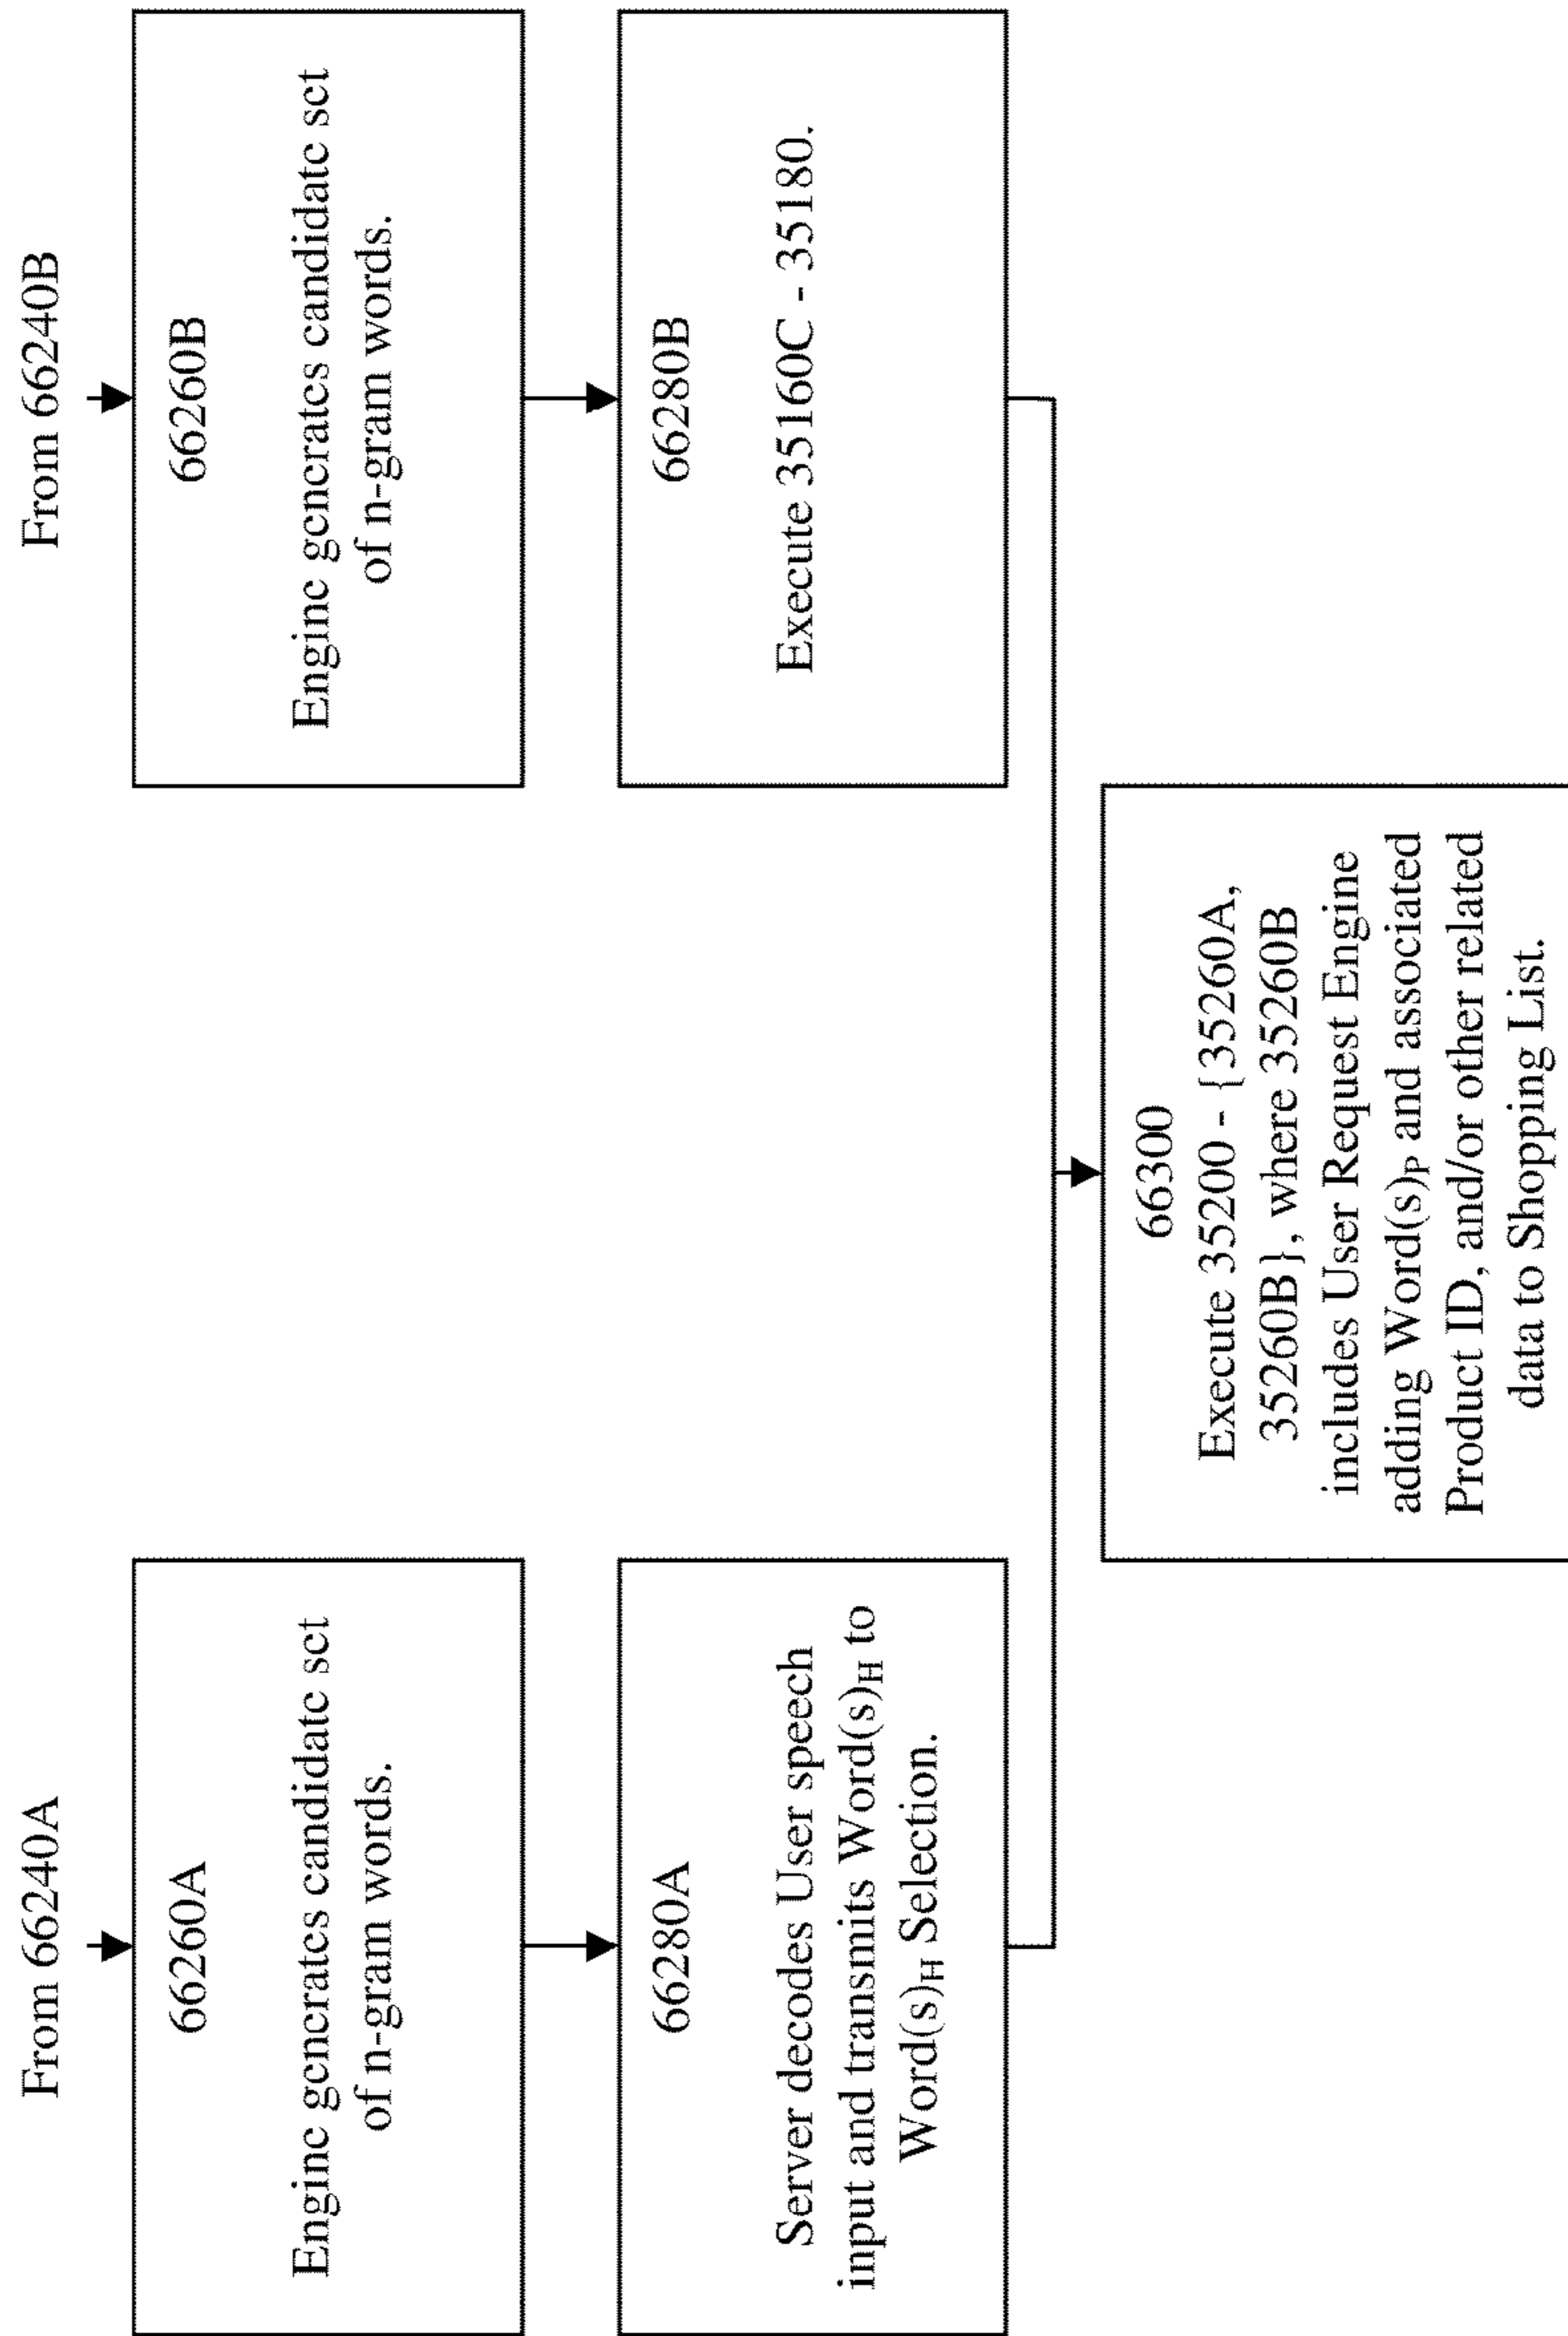 From 66240A
66260A
Engine generates candidate set
of n-gram words.
66280A
Server decodes User speech
input and transmits Word(s)H to
Word(s)H Selection.
From 66240B
66260B
Engine generates candidate set
of n-gram words.
66280B
Execute 35160C - 35180.
66300
Execute 35200 - {35260A,
35260B}, where 35260B
includes User Request Engine
adding Word(s)P and associated
Product ID, and/or other related
data to Shopping List.